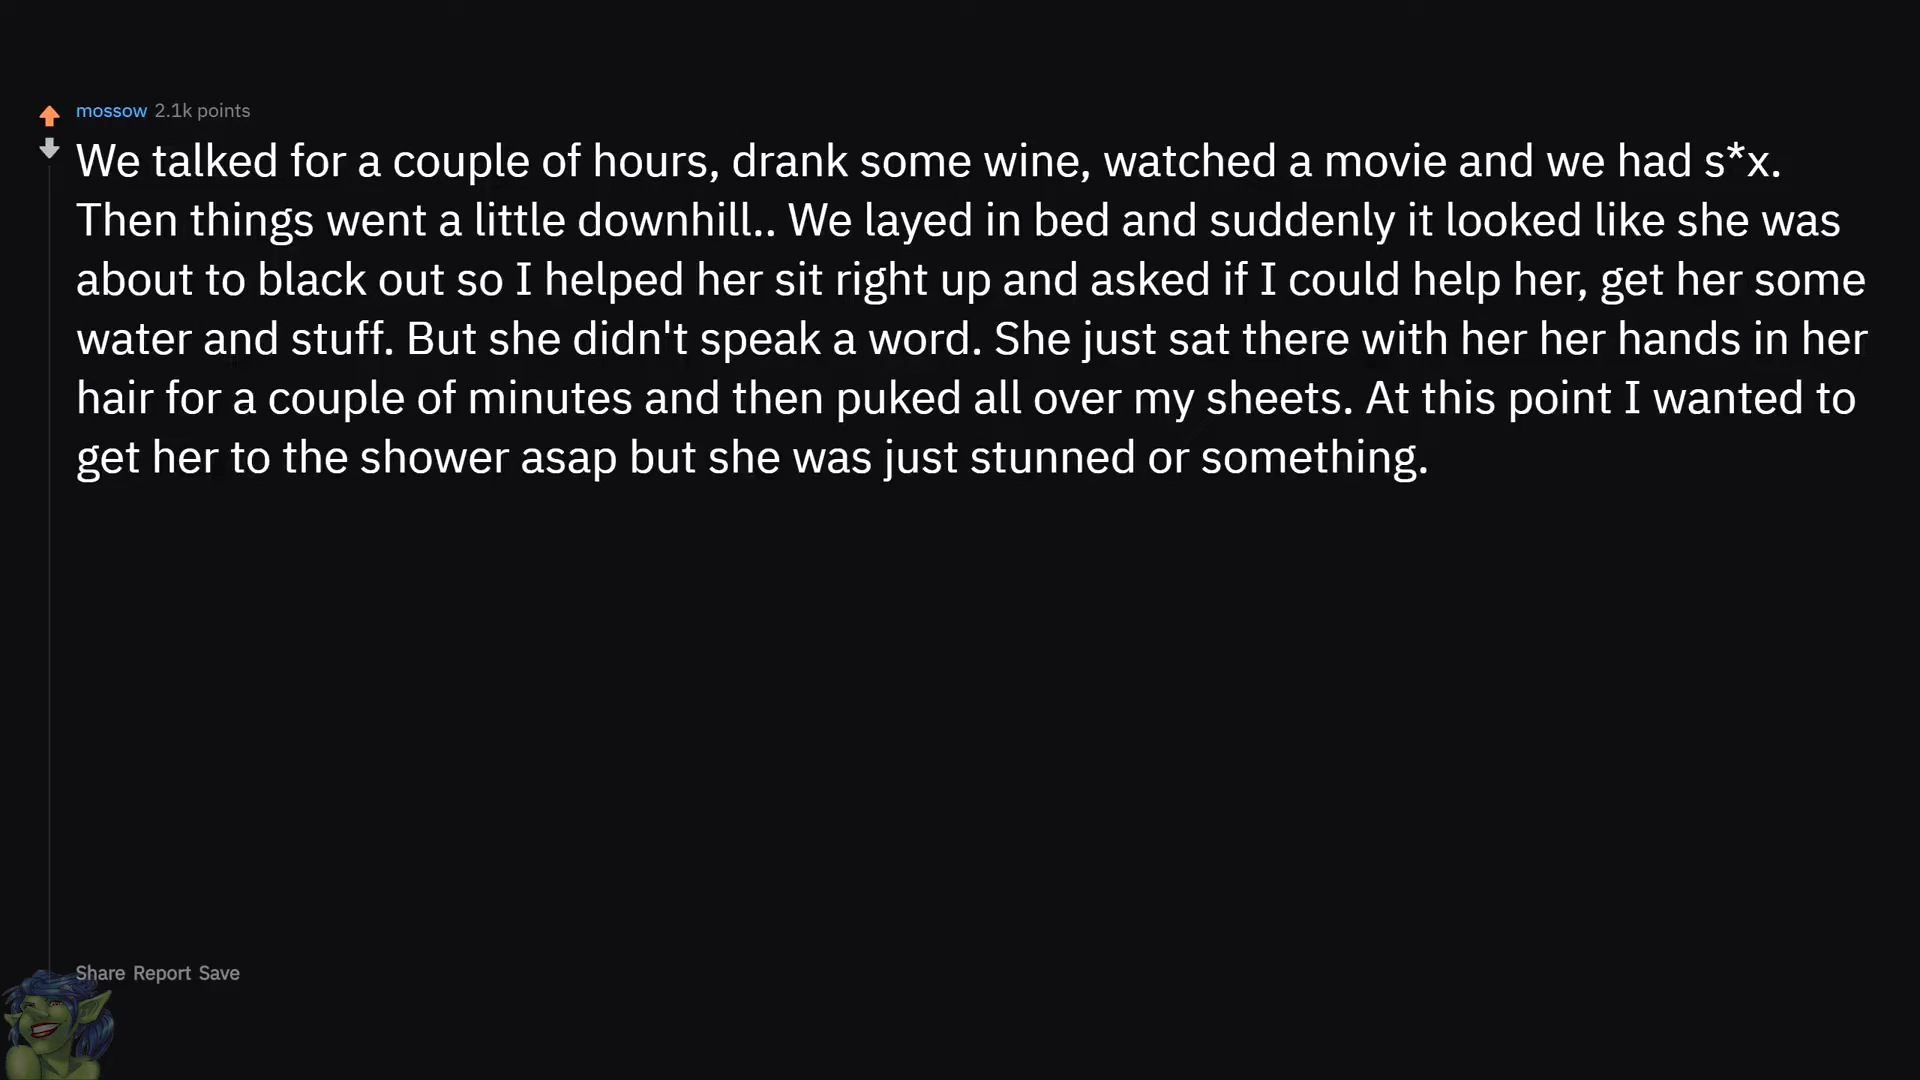 mossow 2.1k points
We talked for a couple of hours, drank some wine, watched a movie and we had s*x.
Then things went a little downhill.. We layed in bed and suddenly it looked like she was
about to black out so I helped her sit right up and asked if I could help her, get her some
water and stuff. But she didn't speak a word. She just sat there with her her hands in her
hair for a couple of minutes and then puked all over my sheets. At this point I wanted to
get her to the shower asap but she was just stunned or something.
Share Report Save